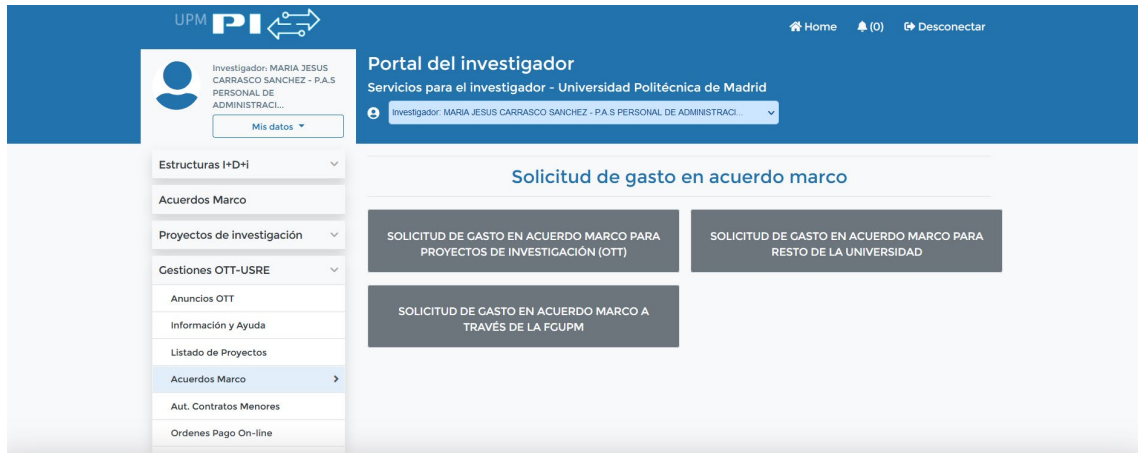 UPM PI
Home
(0)
Desconectar
Investigador: MARIA JESUS
CARRASCO SANCHEZ - P.A.S
PERSONAL DE
ADMINISTRACI...
Mis datos
Portal del investigador
Servicios para el investigador - Universidad Politécnica de Madrid
Investigador: MARIA JESUS CARRASCO SANCHEZ - P.A.S PERSONAL DE ADMINISTRACI...
Estructuras I+D+i
Acuerdos Marco
Proyectos de investigación
Gestiones OTT-USRE
Anuncios OTT
Información y Ayuda
Listado de Proyectos
Acuerdos Marco
Aut. Contratos Menores
Ordenes Pago On-line
Solicitud de gasto en acuerdo marco
SOLICITUD DE GASTO EN ACUERDO MARCO PARA
PROYECTOS DE INVESTIGACIÓN (OTT)
SOLICITUD DE GASTO EN ACUERDO MARCO PARA
RESTO DE LA UNIVERSIDAD
SOLICITUD DE GASTO EN ACUERDO MARCO A
TRAVÉS DE LA FGUPM